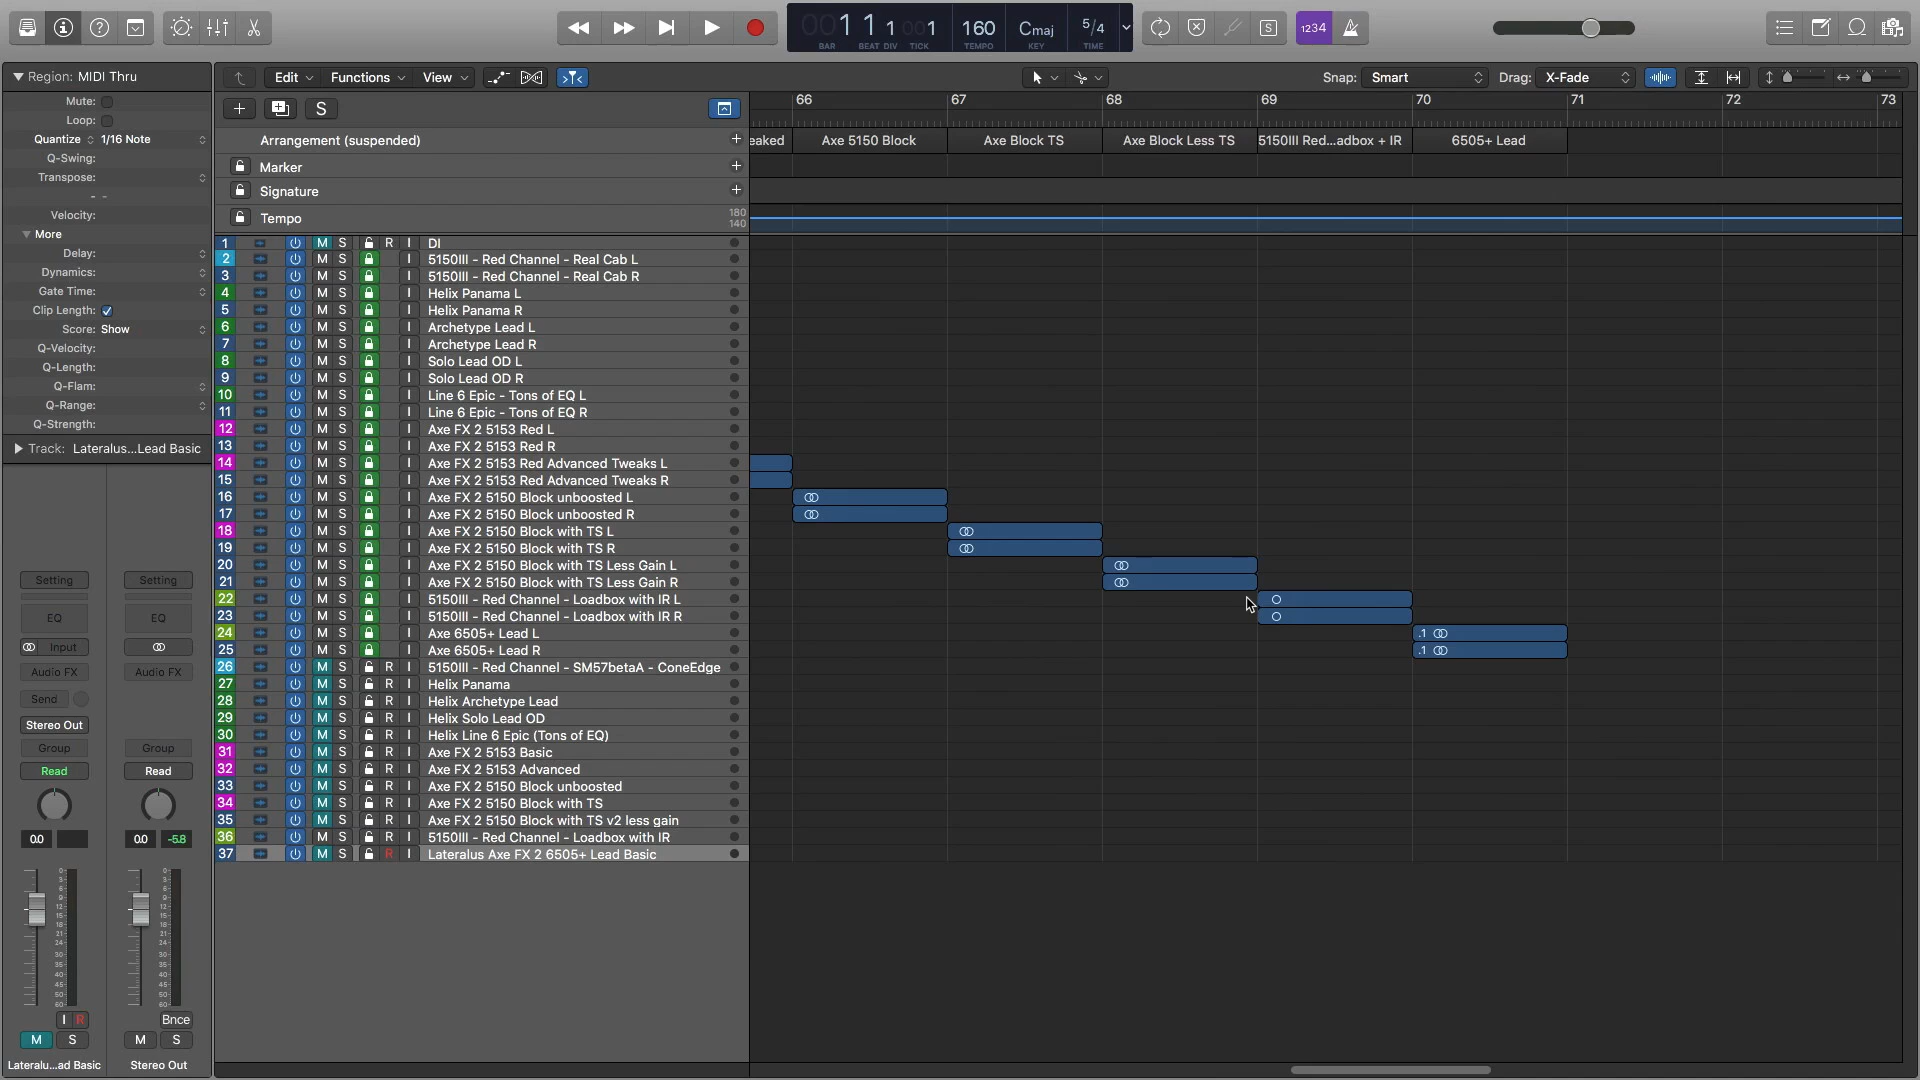 00 1 1 1 00 1
BAR BEAT DIV TICK
160
TEMPO
Cmaj
KEY
5/4
TIME
1234
S
Region: MIDI Thru
Mute:
Loop:
Quantize 1/16 Note
Q-Swing:
Transpose:
- -
Velocity:
More
Delay:
Dynamics:
Gate Time:
Clip Length:
Score: Show
Q-Velocity:
Q-Length:
Q-Flam:
Q-Range:
Q-Strength:
Track: Lateralus...Lead Basic
Setting Setting
EQ EQ
Input
Audio FX Audio FX
Send
Stereo Out
Group Group
Read Read
0.0 0.0 -5.8
I R Bnce
M S M S
Lateralu...ad Basic Stereo Out
Edit Functions View
Snap: Smart Drag: X-Fade
S
66 67 68 69 70 71 72 73
Arrangement (suspended)
eaked Axe 5150 Block Axe Block TS Axe Block Less TS 5150III Red...adbox + IR 6505+ Lead
Marker
Signature
Tempo 180
140
1 M S R I DI
2 M S I 5150III - Red Channel - Real Cab L
3 M S I 5150III - Red Channel - Real Cab R
4 M S I Helix Panama L
5 M S I Helix Panama R
6 M S I Archetype Lead L
7 M S I Archetype Lead R
8 M S I Solo Lead OD L
9 M S I Solo Lead OD R
10 M S I Line 6 Epic - Tons of EQ L
11 M S I Line 6 Epic - Tons of EQ R
12 M S I Axe FX 2 5153 Red L
13 M S I Axe FX 2 5153 Red R
14 M S I Axe FX 2 5153 Red Advanced Tweaks L
15 M S I Axe FX 2 5153 Red Advanced Tweaks R
16 M S I Axe FX 2 5150 Block unboosted L
17 M S I Axe FX 2 5150 Block unboosted R
18 M S I Axe FX 2 5150 Block with TS L
19 M S I Axe FX 2 5150 Block with TS R
20 M S I Axe FX 2 5150 Block with TS Less Gain L
21 M S I Axe FX 2 5150 Block with TS Less Gain R
22 M S I 5150III - Red Channel - Loadbox with IR L
23 M S I 5150III - Red Channel - Loadbox with IR R
24 M S I Axe 6505+ Lead L .1
25 M S I Axe 6505+ Lead R .1
26 M S R I 5150III - Red Channel - SM57betaA - ConeEdge
27 M S R I Helix Panama
28 M S R I Helix Archetype Lead
29 M S R I Helix Solo Lead OD
30 M S R I Helix Line 6 Epic (Tons of EQ)
31 M S R I Axe FX 2 5153 Basic
32 M S R I Axe FX 2 5153 Advanced
33 M S R I Axe FX 2 5150 Block unboosted
34 M S R I Axe FX 2 5150 Block with TS
35 M S R I Axe FX 2 5150 Block with TS v2 less gain
36 M S R I 5150III - Red Channel - Loadbox with IR
37 M S R I Lateralus Axe FX 2 6505+ Lead Basic